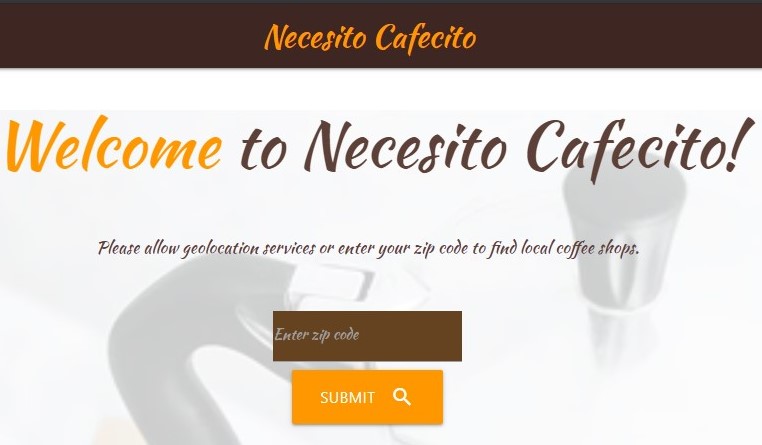 Necesito Cafecito
Welcome to Necesito Cafecito!
Please allow geolocation services or enter your zip code to find local coffee shops.
Enter zip code
SUBMIT